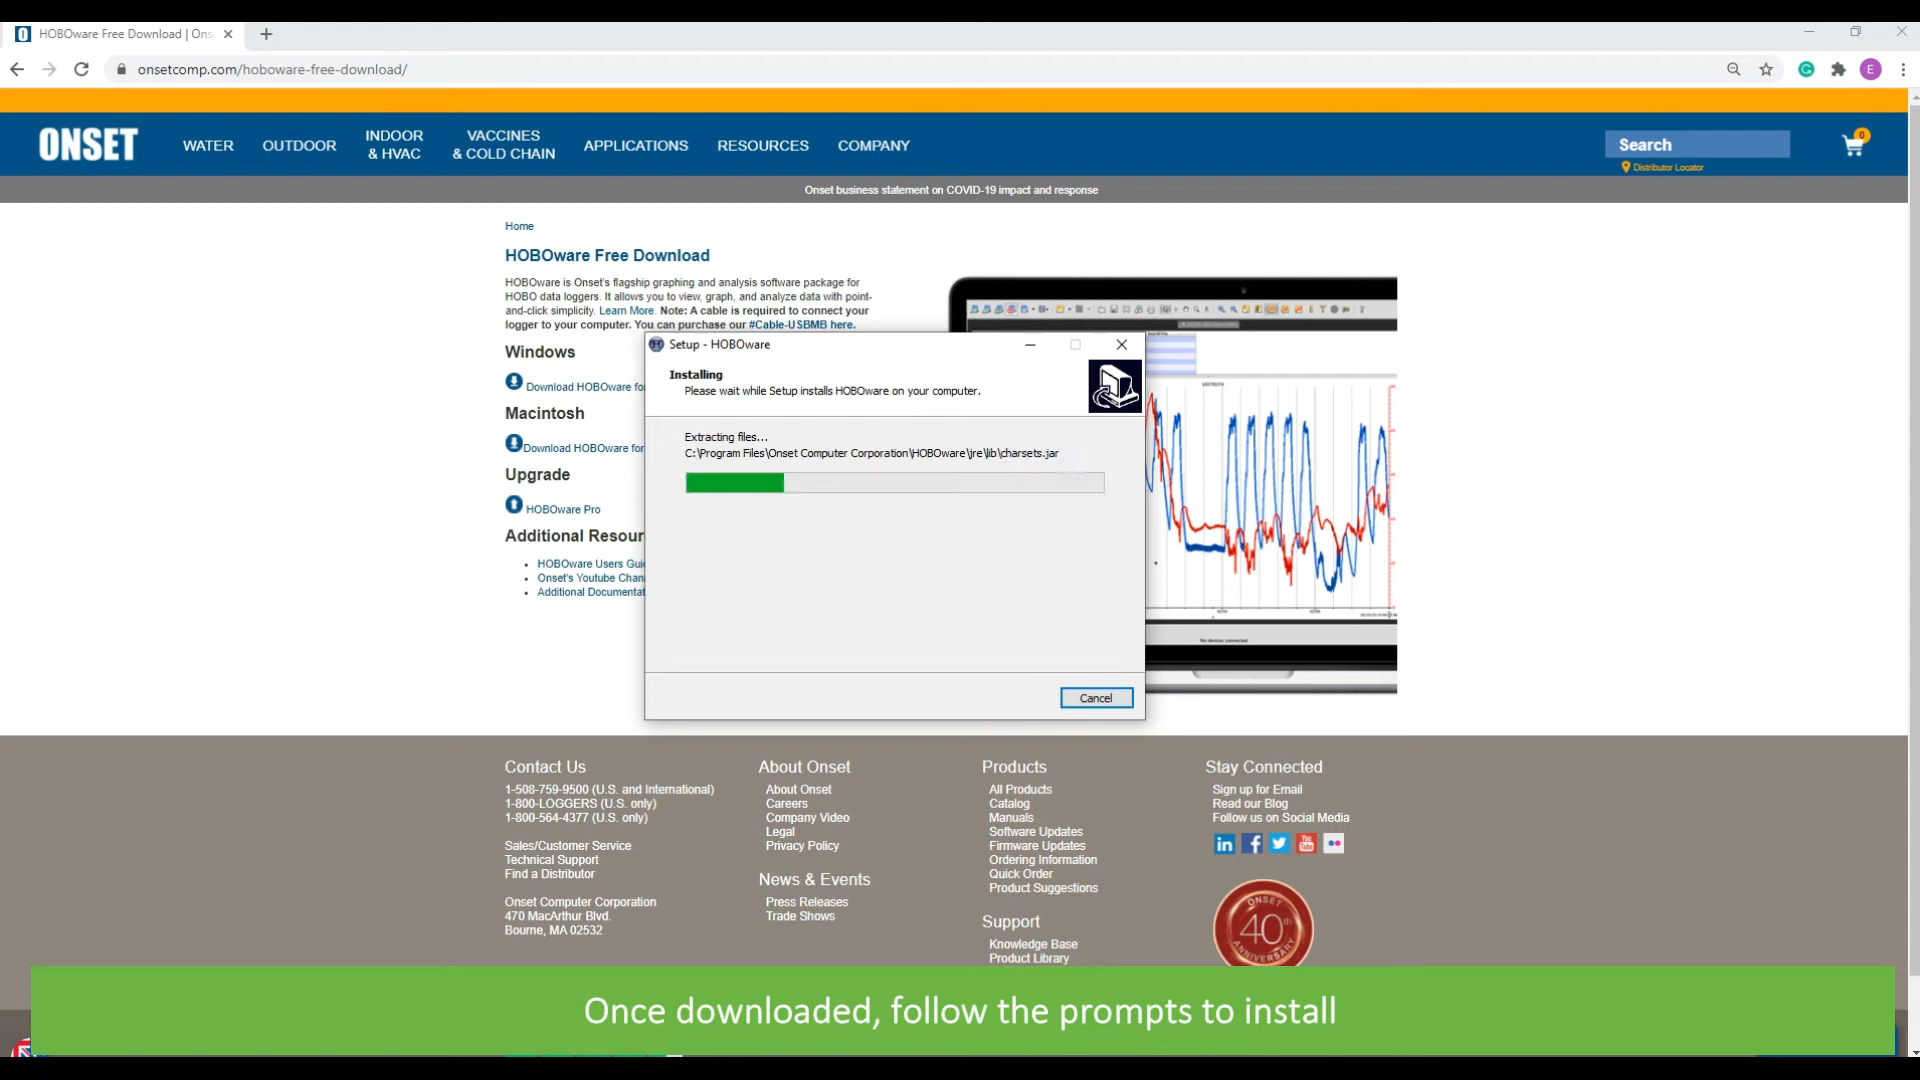 HOBOware Free Download | Ons
onsetcomp.com/hoboware-free-download/
E
ONSET
WATER
OUTDOOR
INDOOR
& HVAC
VACCINES
& COLD CHAIN
APPLICATIONS
RESOURCES
COMPANY
Search
Distributor Locator
0
Onset business statement on COVID-19 impact and response
Home
HOBOware Free Download
HOBOware is Onset's flagship graphing and analysis software package for
HOBO data loggers. It allows you to view, graph, and analyze data with point-
and-click simplicity. Learn More. Note: A cable is required to connect your
logger to your computer. You can purchase our #Cable-USBMB here.
Windows
Download HOBOware for
Macintosh
Download HOBOware for
Upgrade
HOBOware Pro
Additional Resour
HOBOware Users Gui
Onset's Youtube Chan
Additional Documentat
Setup - HOBOware
Installing
Please wait while Setup installs HOBOware on your computer.
Extracting files...
C:\Program Files\Onset Computer Corporation\HOBOware\jre\lib\charsets.jar
Cancel
No devices connected
Contact Us
1-508-759-9500 (U.S. and International)
1-800-LOGGERS (U.S. only)
1-800-564-4377 (U.S. only)
Sales/Customer Service
Technical Support
Find a Distributor
Onset Computer Corporation
470 MacArthur Blvd.
Bourne, MA 02532
About Onset
About Onset
Careers
Company Video
Legal
Privacy Policy
News & Events
Press Releases
Trade Shows
Products
All Products
Catalog
Manuals
Software Updates
Firmware Updates
Ordering Information
Quick Order
Product Suggestions
Support
Knowledge Base
Product Library
Stay Connected
Sign up for Email
Read our Blog
Follow us on Social Media
ONSET
40th
ANNIVERSARY
Once downloaded, follow the prompts to install